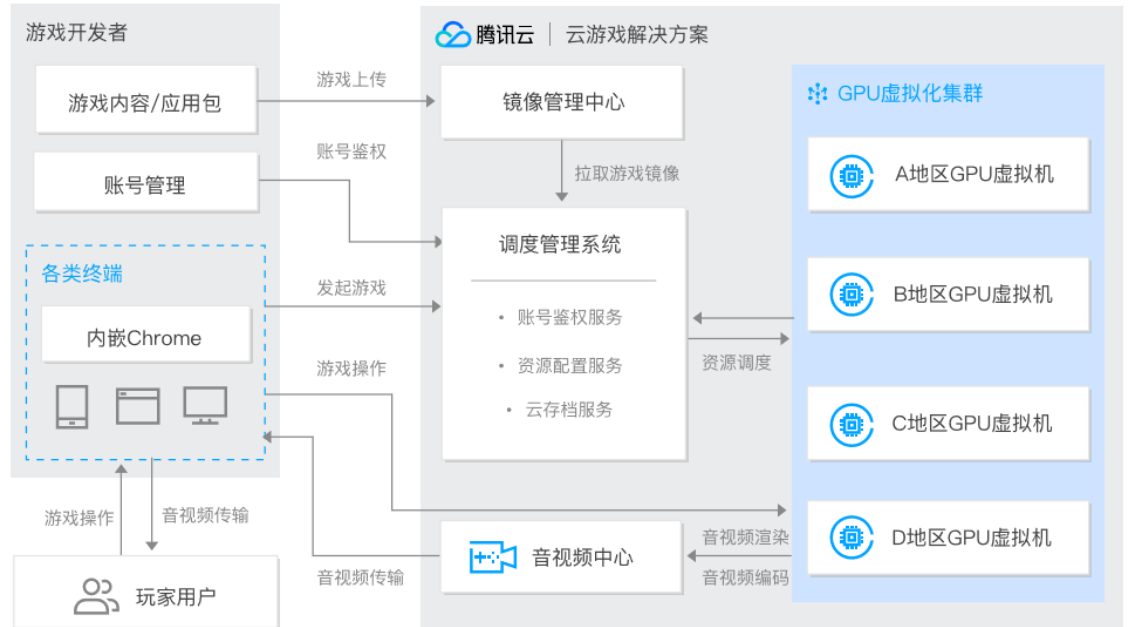 游戏开发者
游戏内容/应用包
账号管理
各类终端
内嵌Chrome
游戏操作
音视频传输
玩家用户
游戏上传
账号鉴权
发起游戏
游戏操作
音视频传输
腾讯云 | 云游戏解决方案
镜像管理中心
拉取游戏镜像
调度管理系统
• 账号鉴权服务
• 资源配置服务
• 云存档服务
资源调度
音视频中心
音视频渲染
音视频编码
GPU虚拟化集群
A地区GPU虚拟机
B地区GPU虚拟机
C地区GPU虚拟机
D地区GPU虚拟机